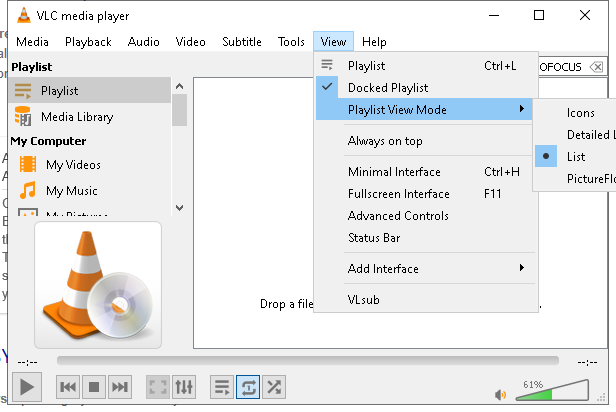 VLC media player
Media Playback Audio Video Subtitle Tools View Help
Playlist
Playlist
Media Library
My Computer
My Videos
My Music
My Pictures
Playlist Ctrl+L
Docked Playlist
Playlist View Mode
Always on top
Minimal Interface Ctrl+H
Fullscreen Interface F11
Advanced Controls
Status Bar
Add Interface
VLsub
OFOCUS
Icons
Detailed L
List
PictureFlo
Drop a file
--:--
--:--
61%